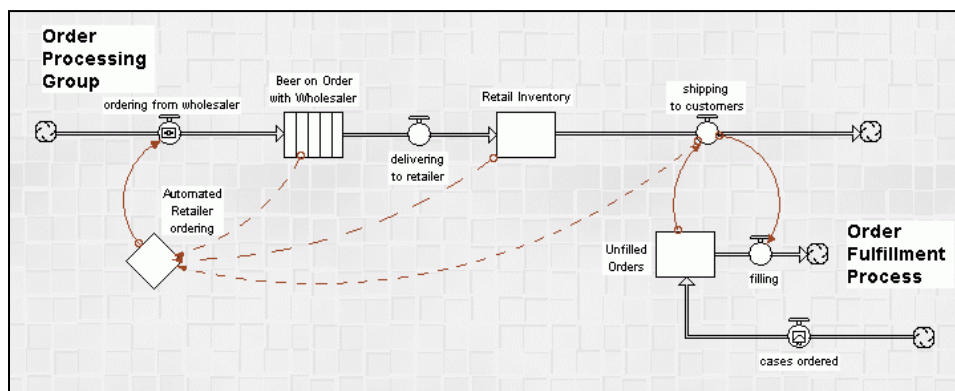 Order
Processing
Group
ordering from wholesaler
Beer on Order
with Wholesaler
Retail Inventory
shipping
to customers
delivering
to retailer
Automated
Retailer
ordering
Unfilled
Orders
filling
Order
Fulfillment
Process
cases ordered